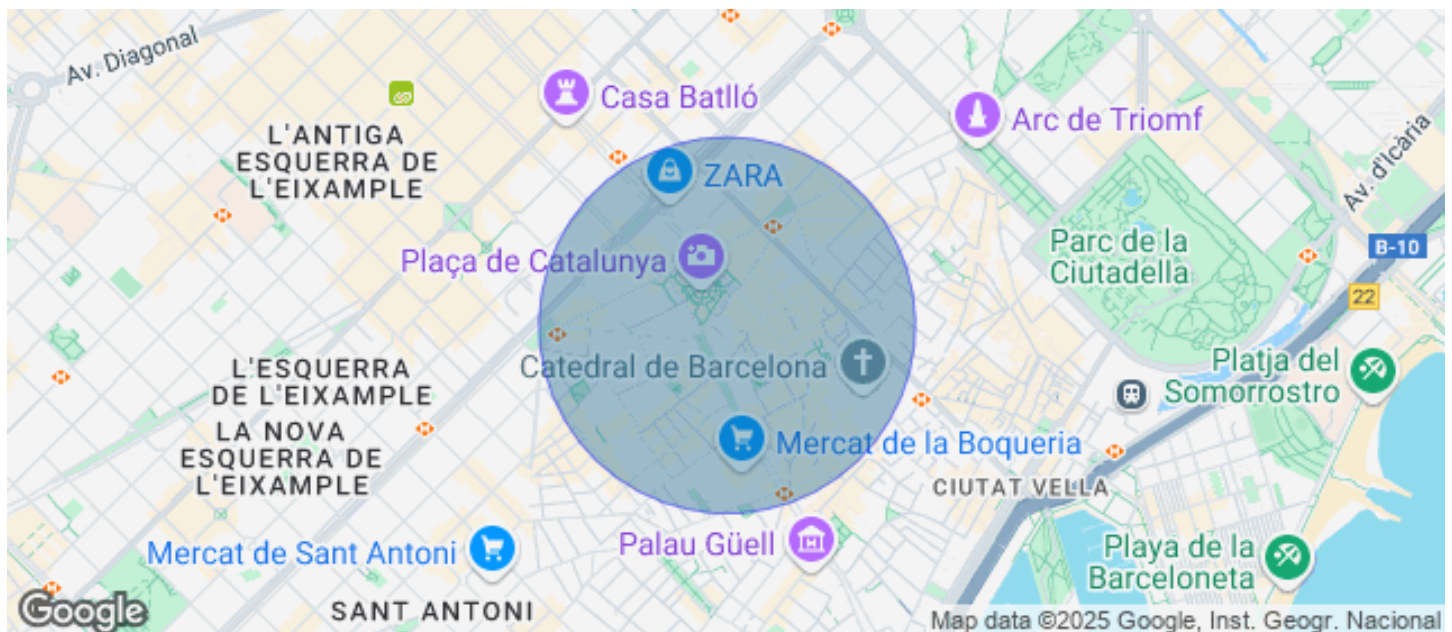 Av. Diagonal
Casa Batlló
Arc de Triomf
L'ANTIGA
ESQUERRA DE
L'EIXAMPLE
ZARA
Av. d'Icària
Parc de la
Ciutadella
B-10
Plaça de Catalunya
22
Catedral de Barcelona
Platja del
Somorrostro
L'ESQUERRA
DE L'EIXAMPLE
LA NOVA
ESQUERRA DE
L'EIXAMPLE
Mercat de la Boqueria
CIUTAT VELLA
Palau Güell
Mercat de Sant Antoni
Playa de la
Barceloneta
SANT ANTONI
Google
Map data ©2025 Google, Inst. Geogr. Nacional